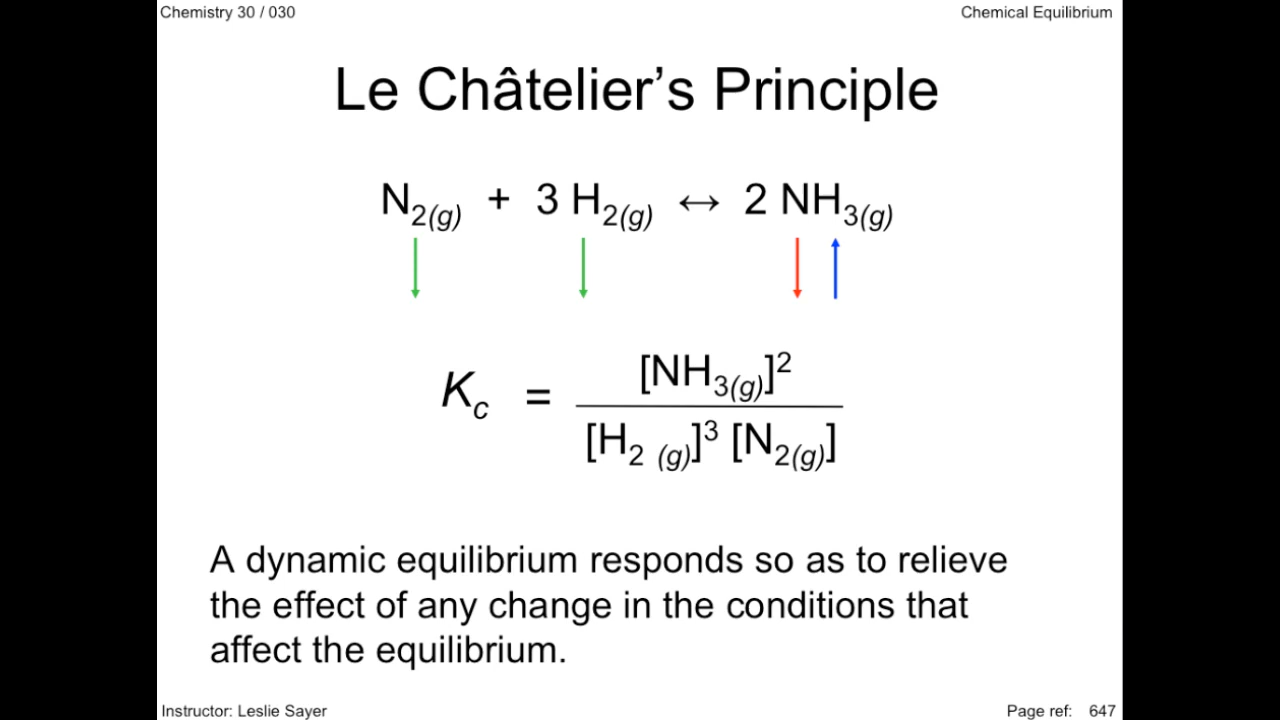 Chemistry 30 / 030
Chemical Equilibrium
Le Châtelier’s Principle
N₂₍g₎ + 3 H₂₍g₎ ↔ 2 NH₃₍g₎
[NH₃₍g₎]²
K_c =
[H₂ ₍g₎]³ [N₂₍g₎]
A dynamic equilibrium responds so as to relieve
the effect of any change in the conditions that
affect the equilibrium.
Instructor: Leslie Sayer
Page ref: 647